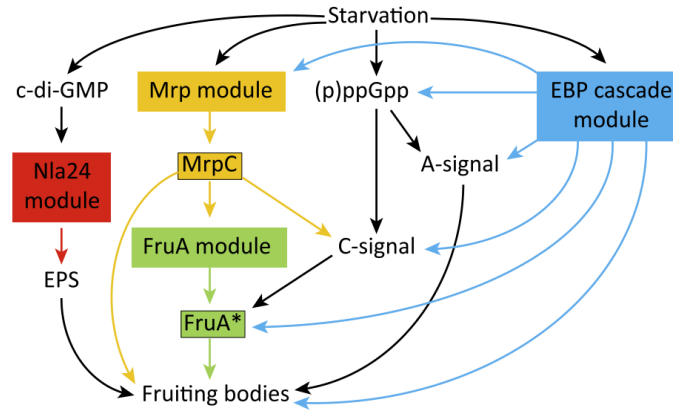 Starvation
c-di-GMP
Mrp module
(p)ppGpp
EBP cascade
module
Nla24
module
MrpC
A-signal
FruA module
C-signal
EPS
FruA*
Fruiting bodies